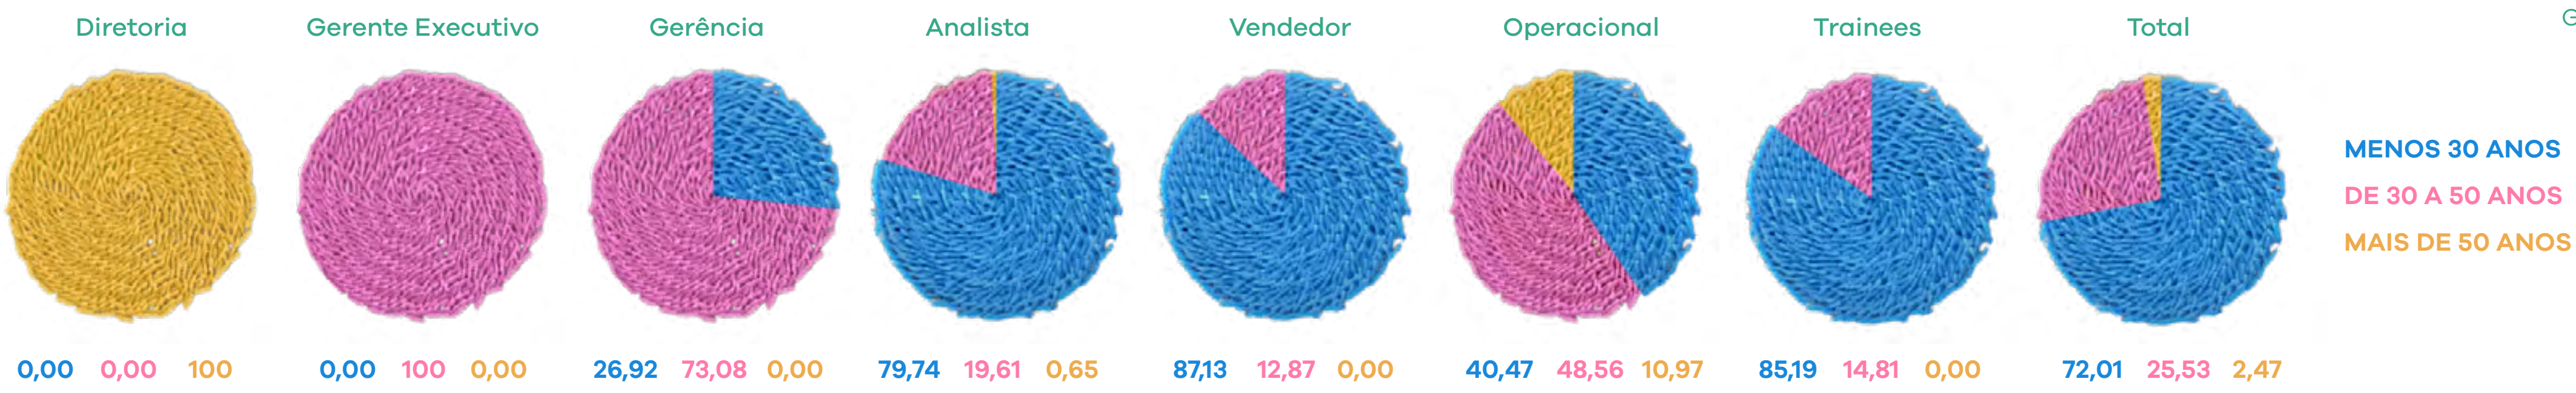 Diretoria
Gerente Executivo
Gerência
Analista
Vendedor
Operacional
Trainees
Total
0,00 0,00 100
0,00 100 0,00
26,92 73,08 0,00
79,74 19,61 0,65
87,13 12,87 0,00
40,47 48,56 10,97
85,19 14,81 0,00
72,01 25,53 2,47
MENOS 30 ANOS
DE 30 A 50 ANOS
MAIS DE 50 ANOS